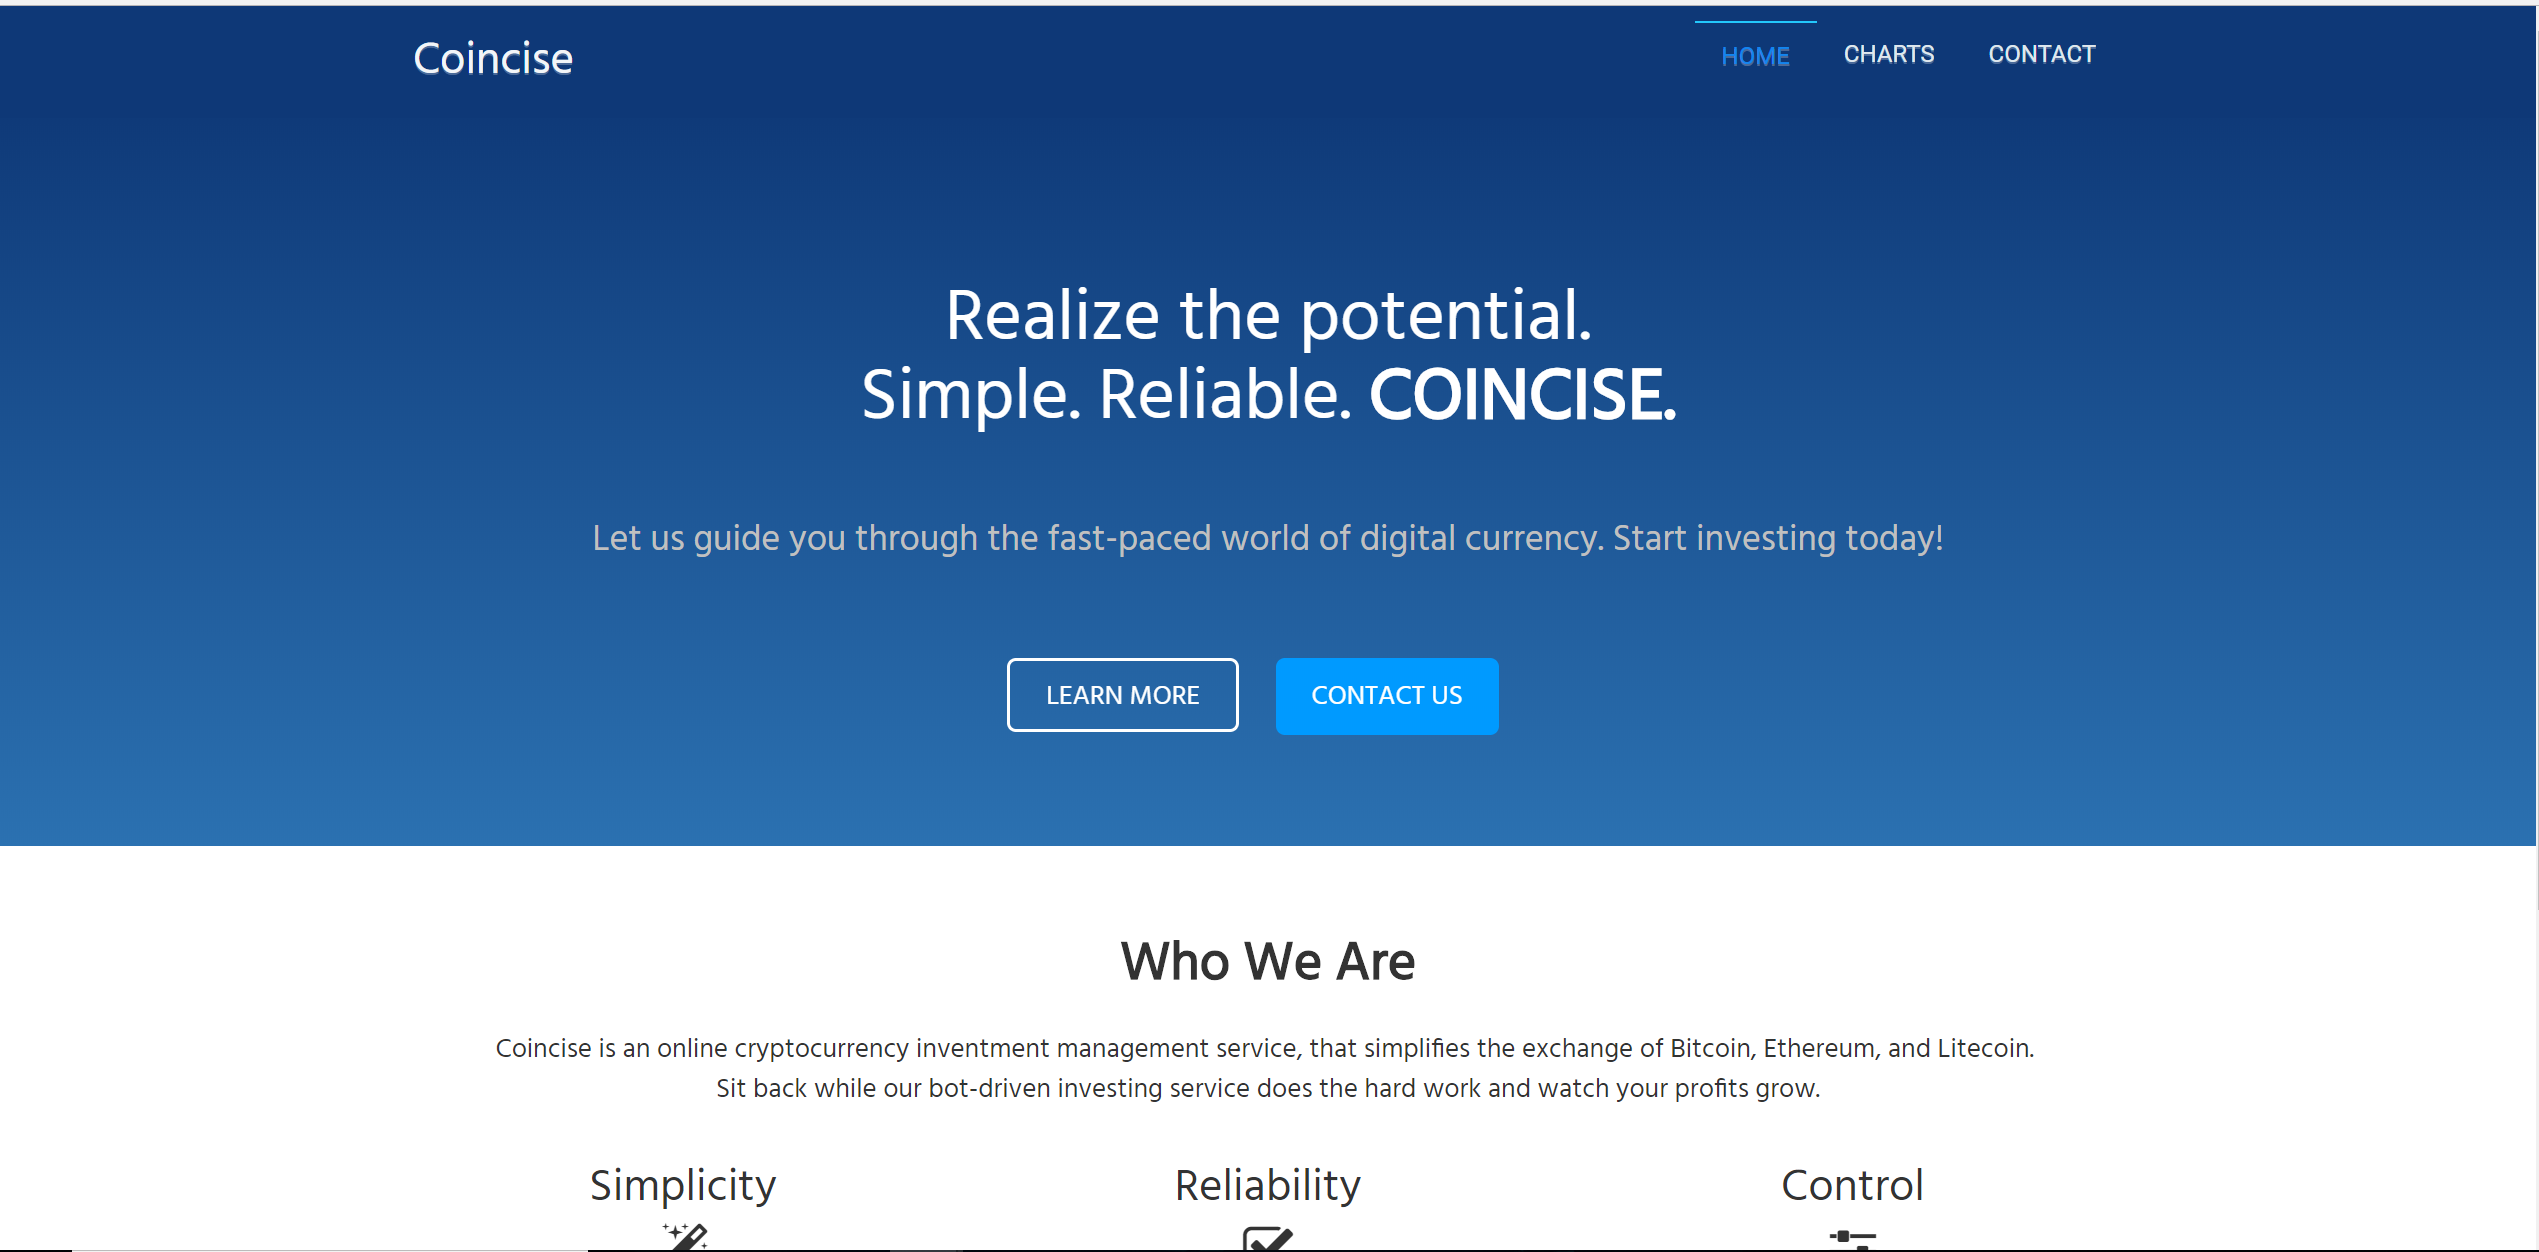 Coincise
HOME CHARTS CONTACT
Realize the potential.
Simple. Reliable. COINCISE.
Let us guide you through the fast-paced world of digital currency. Start investing today!
LEARN MORE CONTACT US
Who We Are
Coincise is an online cryptocurrency inventment management service, that simplifies the exchange of Bitcoin, Ethereum, and Litecoin.
Sit back while our bot-driven investing service does the hard work and watch your profits grow.
Simplicity Reliability Control